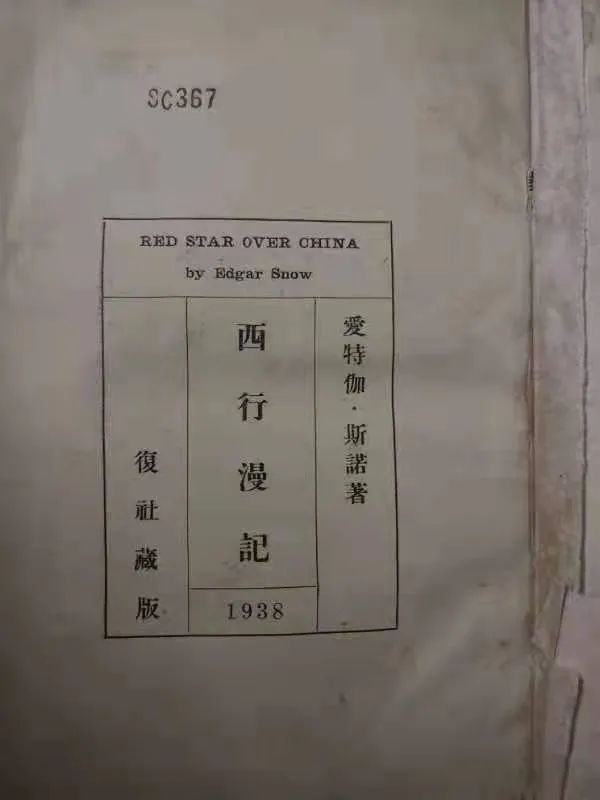 SC367
RED STAR OVER CHINA
by Edgar Snow
愛特伽·斯諾著
西行漫記
1938
復社藏版